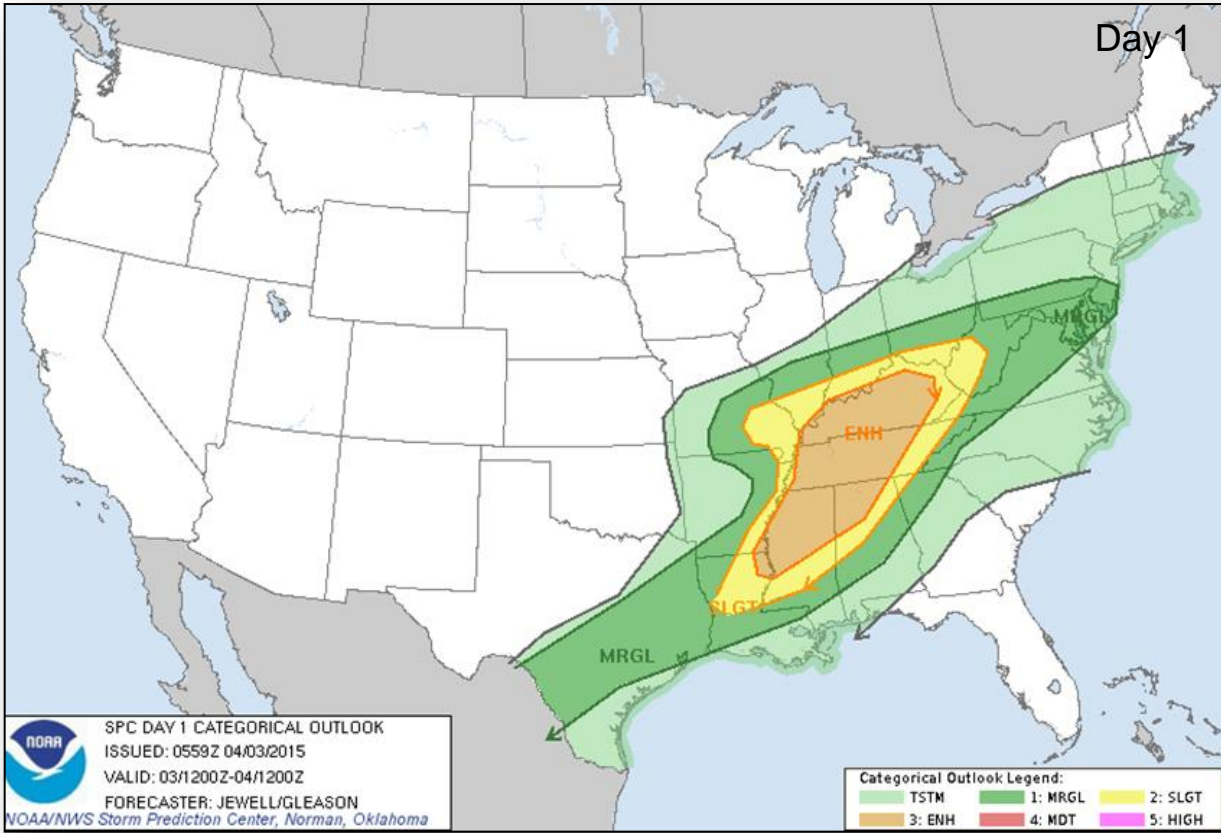 Day 1
MRGL
ENH
SLGT
MRGL
NOAA
SPC DAY 1 CATEGORICAL OUTLOOK
ISSUED: 0559Z 04/03/2015
VALID: 03/1200Z-04/1200Z
FORECASTER: JEWELL/GLEASON
NOAA/NWS Storm Prediction Center, Norman, Oklahoma
Categorical Outlook Legend:
TSTM 1: MRGL 2: SLGT
3: ENH 4: MDT 5: HIGH